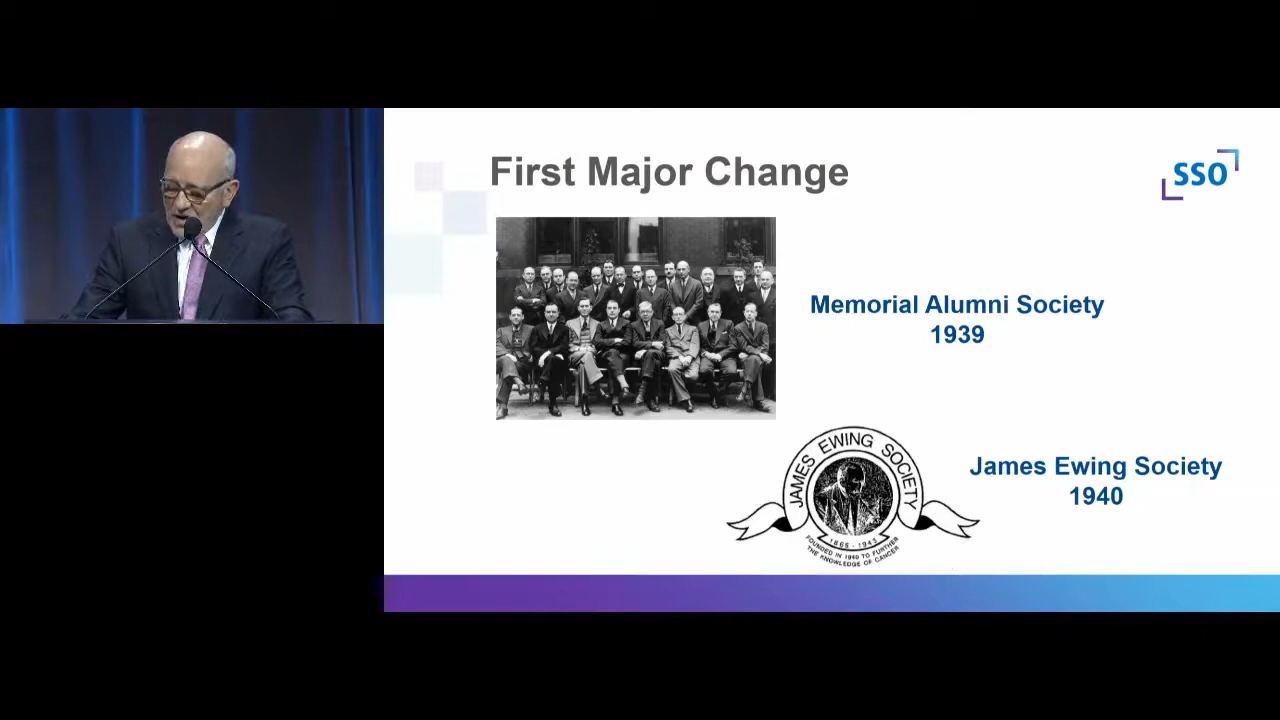 First Major Change
SSO
Memorial Alumni Society
1939
JAMES EWING SOCIETY
1866 - 1943
FOUNDED IN 1940 TO FURTHER
THE KNOWLEDGE OF CANCER
James Ewing Society
1940